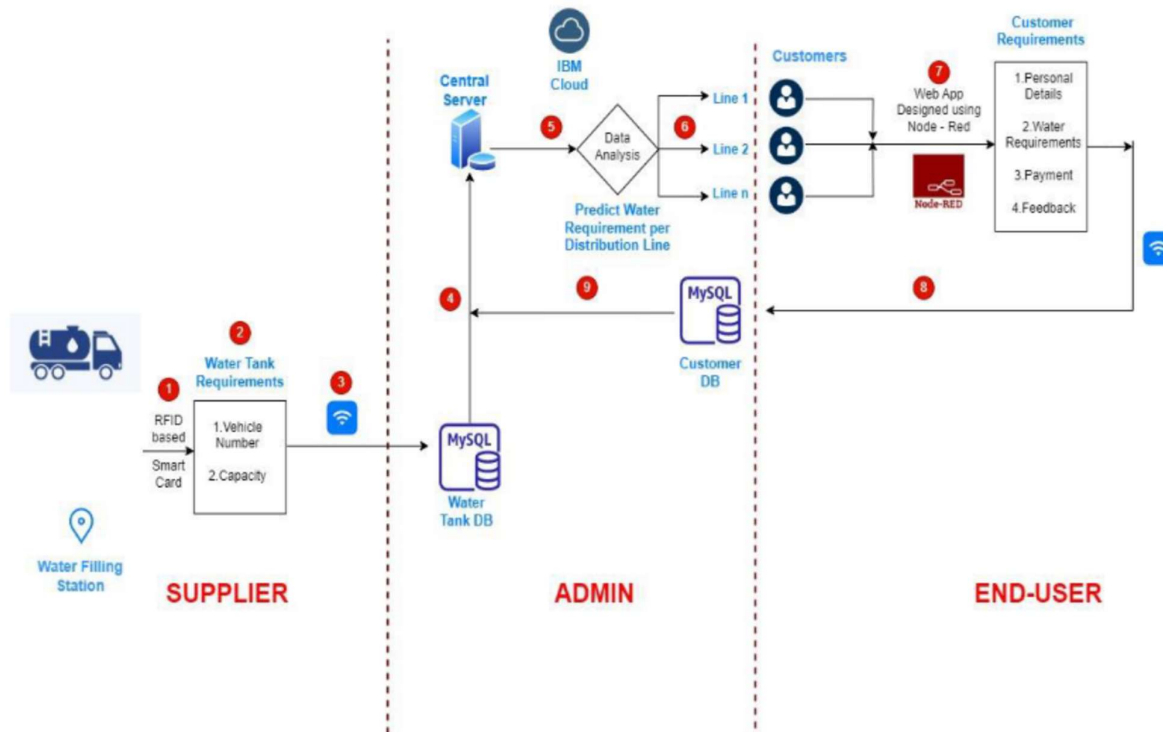 Customer
Requirements
IBM
Cloud
Customers
7
Central
Server
Web App
Designed using
Node - Red
1.Personal
Details
2.Water
Requirements
3.Payment
4.Feedback
5
6
Line 1
Line 2
Line n
Data
Analysis
Node-RED
Predict Water
Requirement per
Distribution Line
4
9
8
MySQL
Customer
DB
2
Water Tank
Requirements
1
3
RFID
based
Smart
Card
1.Vehicle
Number
2.Capacity
MySQL
Water
Tank DB
Water Filling
Station
SUPPLIER
ADMIN
END-USER